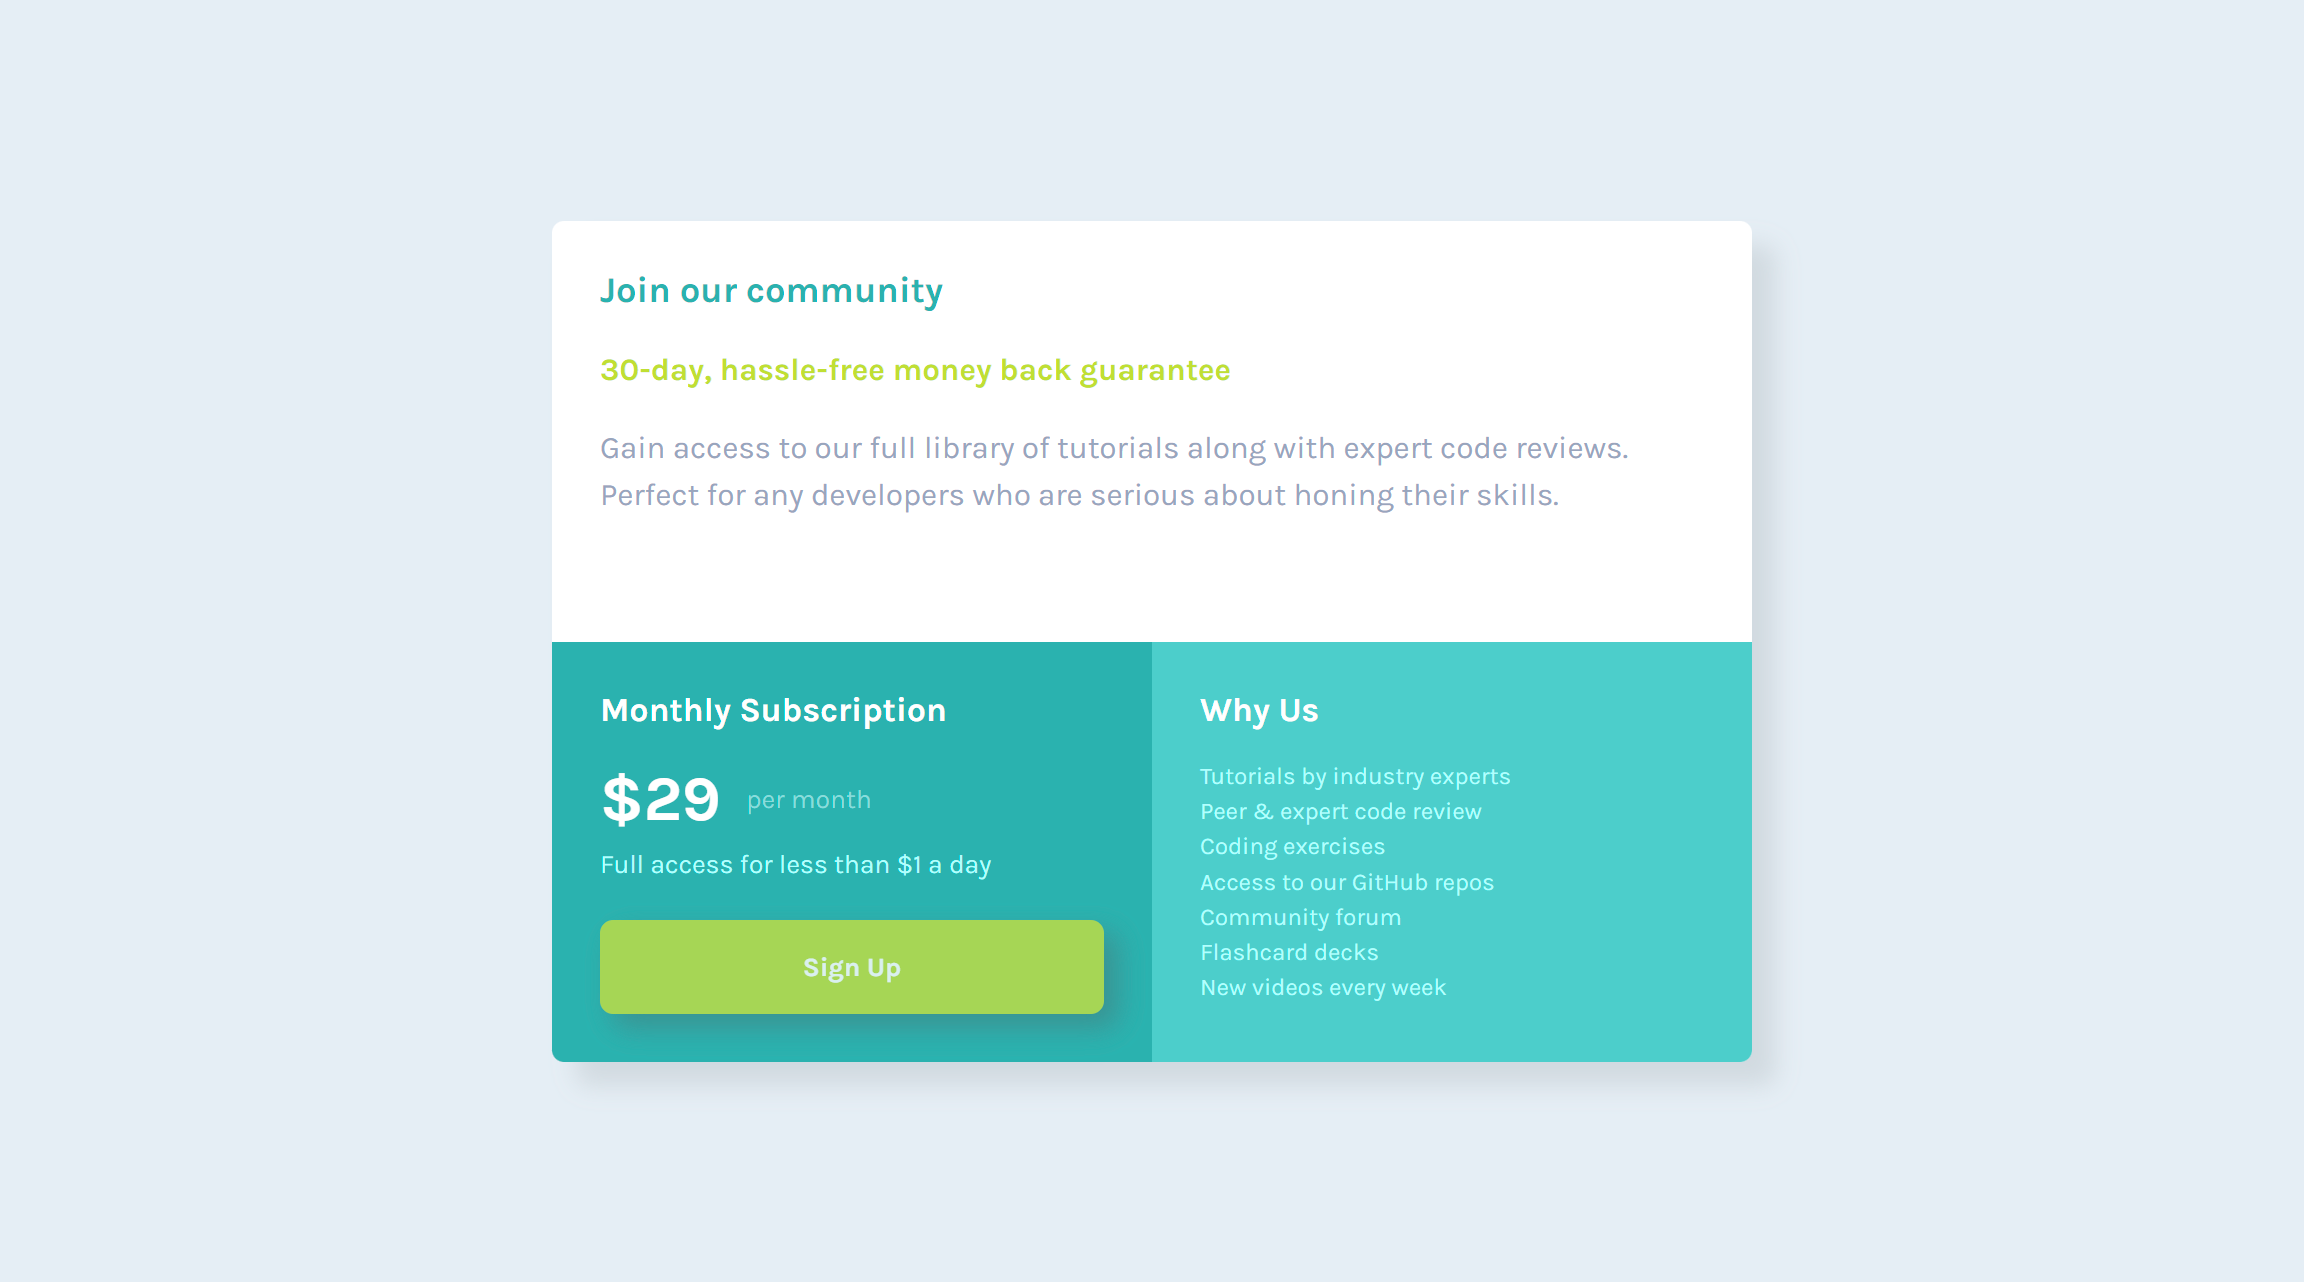 Join our community
30-day, hassle-free money back guarantee
Gain access to our full library of tutorials along with expert code reviews.
Perfect for any developers who are serious about honing their skills.
Monthly Subscription
$29 per month
Full access for less than $1 a day
Sign Up
Why Us
Tutorials by industry experts
Peer & expert code review
Coding exercises
Access to our GitHub repos
Community forum
Flashcard decks
New videos every week